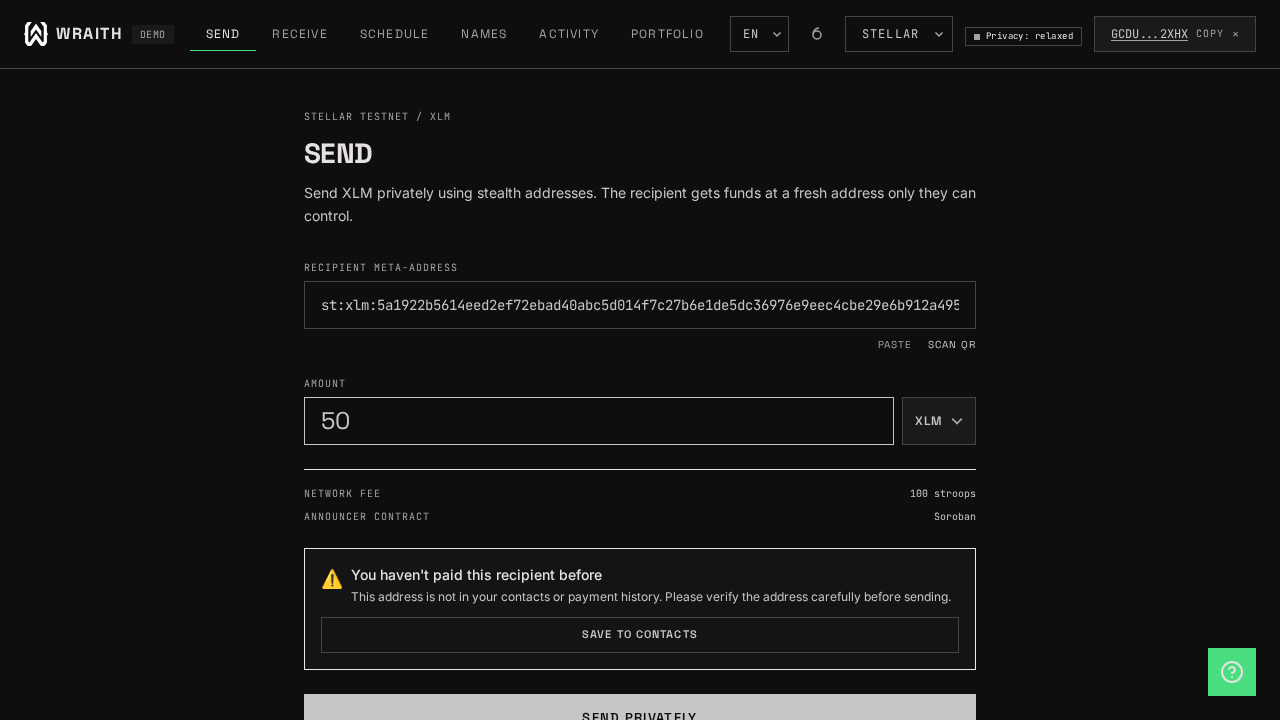 WRAITH DEMO SEND RECEIVE SCHEDULE NAMES ACTIVITY PORTFOLIO EN STELLAR Privacy: relaxed GCDU...2XHX COPY ×
STELLAR TESTNET / XLM
SEND
Send XLM privately using stealth addresses. The recipient gets funds at a fresh address only they can
control.
RECIPIENT META-ADDRESS
st:xlm:5a1922b5614eed2ef72ebad40abc5d014f7c27b6e1de5dc36976e9eec4cbe29e6b912a495
PASTE SCAN QR
AMOUNT
50 XLM
NETWORK FEE 100 stroops
ANNOUNCER CONTRACT Soroban
You haven't paid this recipient before
This address is not in your contacts or payment history. Please verify the address carefully before sending.
SAVE TO CONTACTS
SEND PRIVATELY